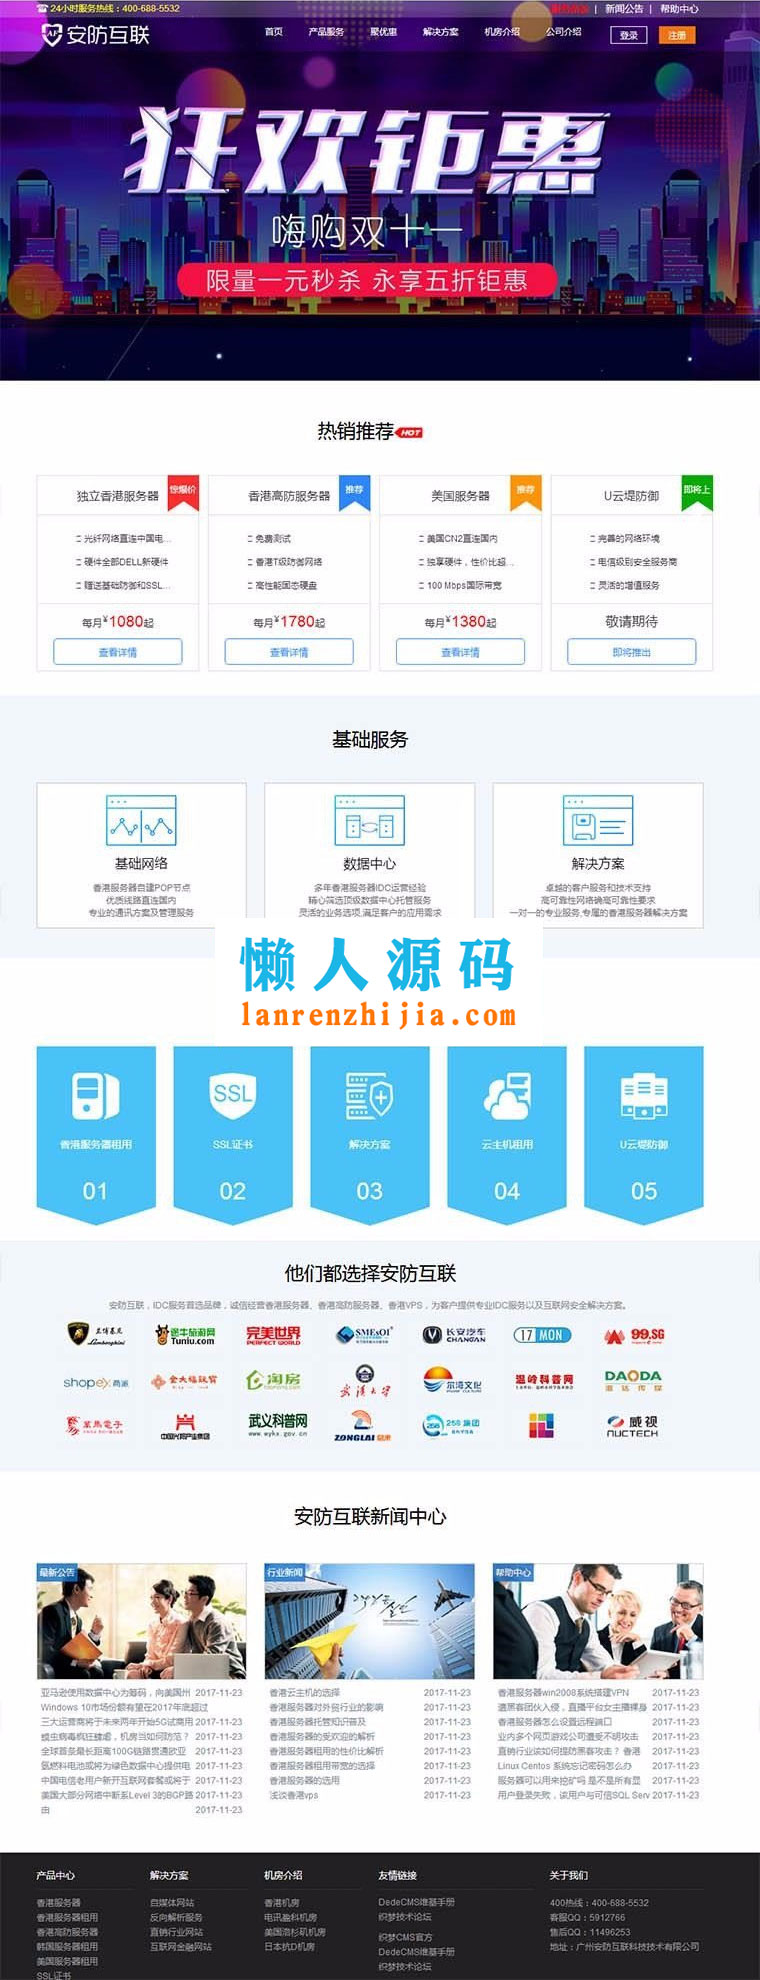 24小时服务热线：400-688-5532
| 新闻公告 | 帮助中心
安防互联
首页 产品服务 聚优惠 解决方案 机房介绍 公司介绍 登录 注册
狂欢钜惠
嗨购双十一
限量一元秒杀 永享五折钜惠
热销推荐 HOT
独立香港服务器 惊爆价
光纤网络直连中国电...
硬件全部DELL新硬件
赠送基础防御和SSL...
每月¥1080起
查看详情
香港高防服务器 推荐
免费测试
香港T级防御网络
高性能固态硬盘
每月¥1780起
查看详情
美国服务器 推荐
美国CN2直连国内
独享硬件，性价比超...
100 Mbps国际带宽
每月¥1380起
查看详情
U云堤防御 即将上
完善的网络环境
电信级别安全服务商
灵活的增值服务
敬请期待
即将推出
基础服务
基础网络
香港服务器自建POP节点
优质线路直连国内
专业的通讯方案及管理服务
数据中心
多年香港服务器IDC运营经验
精心筛选顶级数据中心托管服务
灵活的业务选项,满足客户的应用需求
解决方案
卓越的客户服务和技术支持
高可靠性网络确高可靠性要求
一对一的专业服务,专属的香港服务器解决方案
懒人源码
lanrenzhijia.com
香港服务器租用
01
SSL
SSL证书
02
解决方案
03
云主机租用
04
U云堤防御
05
他们都选择安防互联
安防互联，IDC服务首选品牌，诚信经营香港服务器、香港高防服务器、香港VPS，为客户提供专业IDC服务以及互联网安全解决方案。
Lamborghini
途牛旅游网 Tuniu.com
完美世界 PERFECT WORLD
SMEsOI
长安汽车 CHANGAN
17 MON
99.SG
shopex 商派
金大福珠宝
淘房
安徽大学
尔湾文化
温岭科普网
DAODA 道达传媒
武义科普网 www.wykx.gov.cn
ZONGLAI
258 集团
威视 NUCTECH
安防互联新闻中心
最新公告
亚马逊使用数据中心为筹码，向美国州 2017-11-23
Windows 10市场份额有望在2017年底超过
三大运营商将于未来两年开始5G试商用 2017-11-23
蠕虫病毒疯狂肆虐，机房当如何防范？ 2017-11-23
全球首条最长距离100G链路贯通欧亚 2017-11-23
氢燃料电池或将为绿色数据中心提供电 2017-11-23
中国电信老用户新开互联网套餐或将于 2017-11-23
美国大部分网络中断系Level 3的BGP路 2017-11-23
由 2017-11-23
行业新闻
香港云主机的选择 2017-11-23
香港服务器对外贸行业的影响 2017-11-23
香港服务器托管知识普及 2017-11-23
香港服务器的受欢迎的解析 2017-11-23
香港服务器租用的性价比解析 2017-11-23
香港服务器租用带宽的选择 2017-11-23
香港服务器的选用 2017-11-23
浅谈香港vps 2017-11-23
帮助中心
香港服务器win2008系统搭建VPN 2017-11-23
遭黑客团伙入侵，直播平台女主播裸身 2017-11-23
香港服务器怎么设置远程端口 2017-11-23
业内多个网页游戏公司遭受不明攻击 2017-11-23
直销行业该如何提防黑客攻击？ 香港 2017-11-23
Linux Centos 系统忘记密码怎么办 2017-11-23
服务器可以用来挖矿吗 是不是所有显 2017-11-23
用户登录失败，该用户与可信SQL Serv 2017-11-23
产品中心
香港服务器
香港服务器租用
香港高防服务器
韩国服务器租用
美国服务器租用
SSL证书
解决方案
自媒体网站
反向解析服务
直销行业网站
互联网金融网站
机房介绍
香港机房
电讯盈科机房
美国洛杉矶机房
日本抗D机房
友情链接
DedeCMS维基手册
织梦技术论坛
织梦CMS官方
DedeCMS维基手册
织梦技术论坛
关于我们
400热线：400-688-5532
客服QQ：5912766
售后QQ：11496253
地址：广州安防互联科技技术有限公司